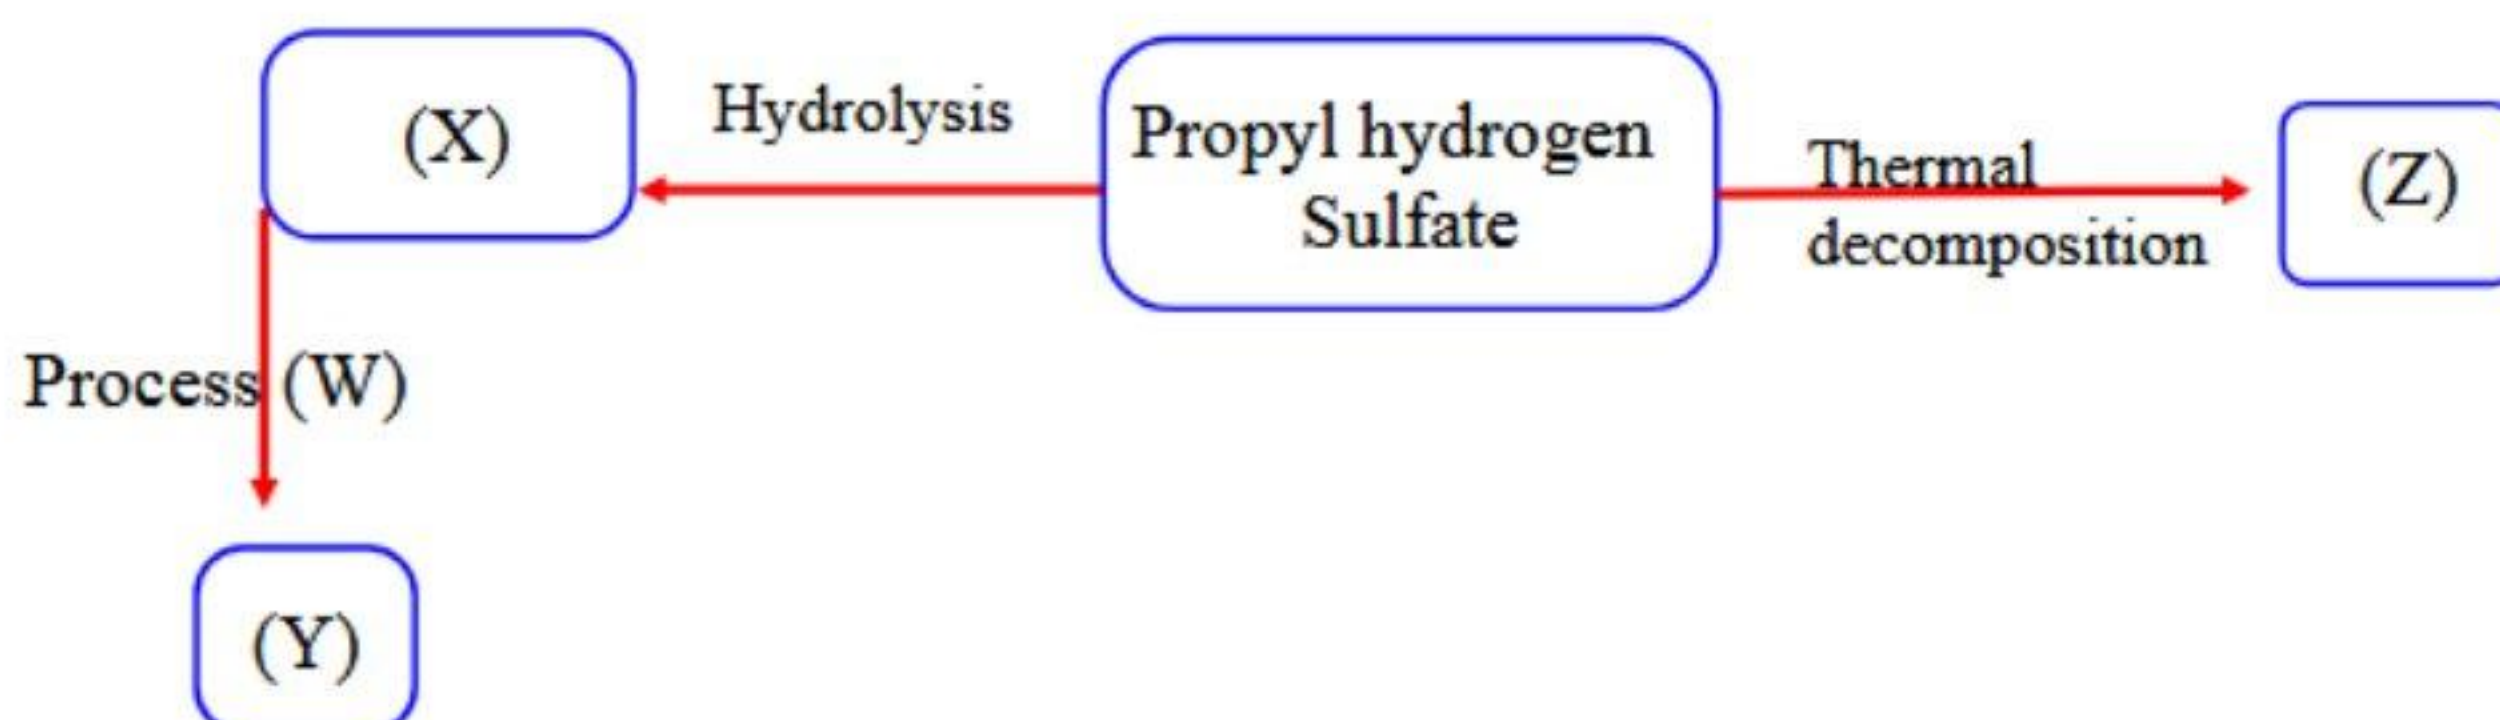 (X)
Hydrolysis
Propyl hydrogen
Sulfate
Thermal
decomposition
(Z)
Process (W)
(Y)